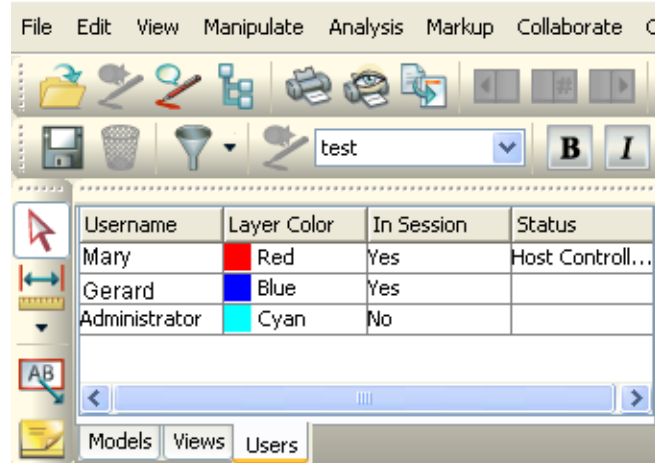 File Edit View Manipulate Analysis Markup Collaborate
#
test B I
Username Layer Color In Session Status
Mary Red Yes Host Controll...
Gerard Blue Yes
Administrator Cyan No
AB
Models Views Users